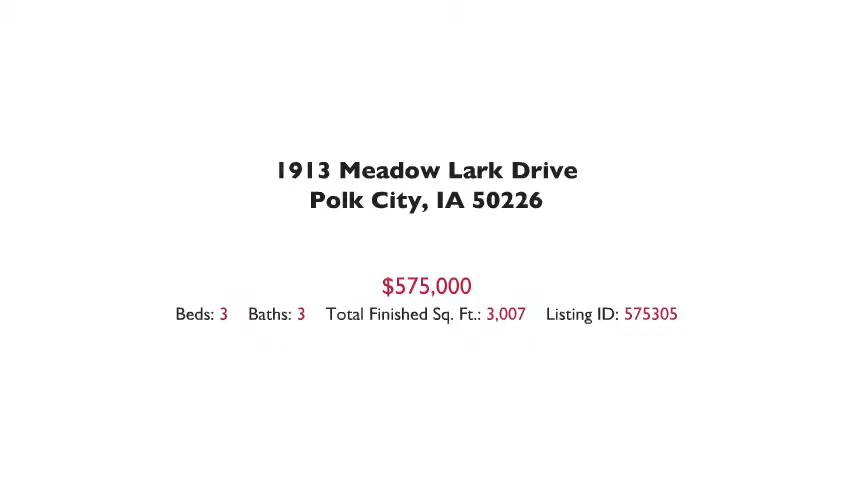 1913 Meadow Lark Drive
Polk City, IA 50226
$575,000
Beds: 3 Baths: 3 Total Finished Sq. Ft.: 3,007 Listing ID: 575305